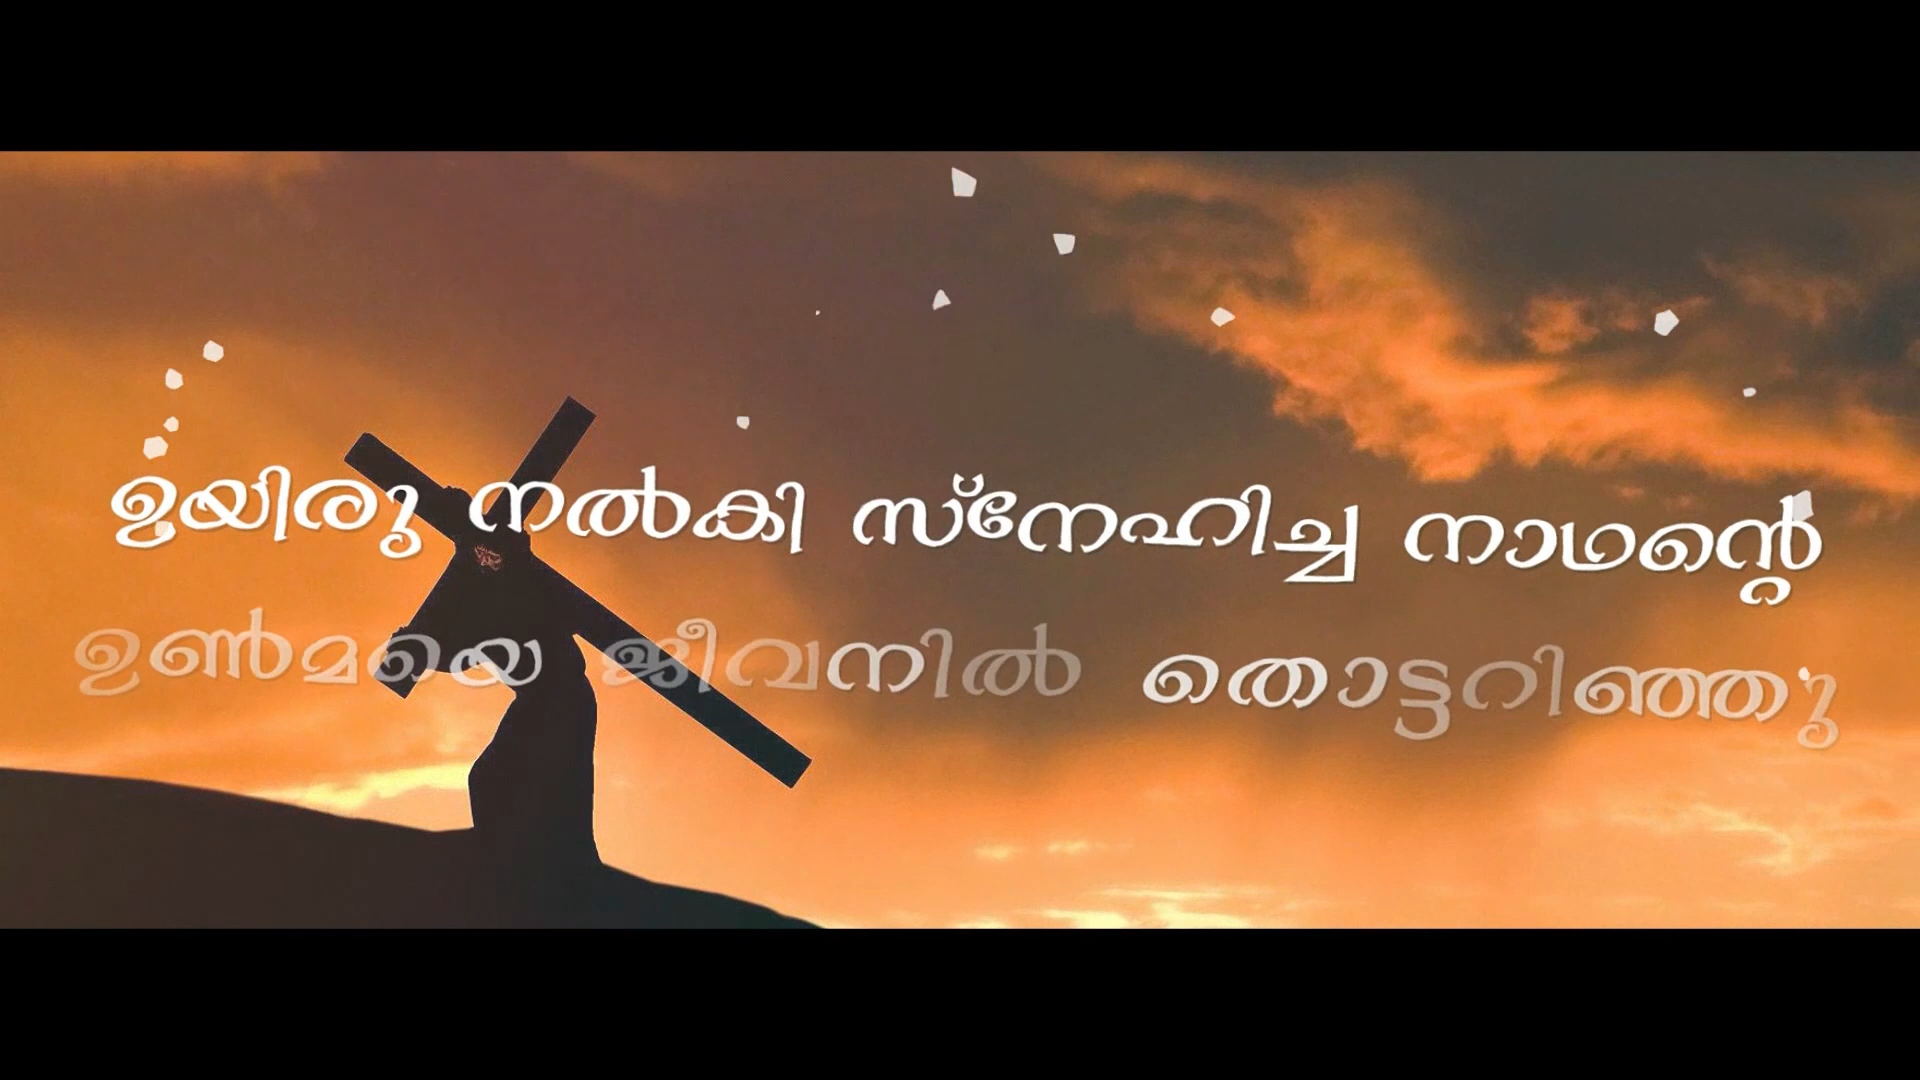 ഉയിരു നൽകി സ്നേഹിച്ച നാഥന്റെ
ഉൺമയെ ജീവനിൽ തൊട്ടറിഞ്ഞു